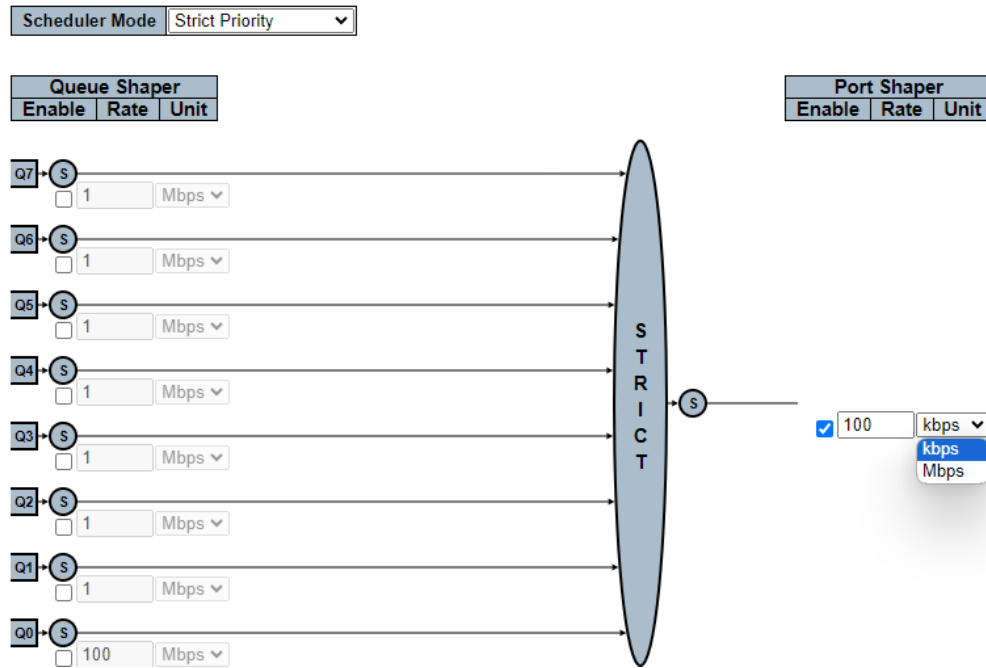 Scheduler Mode Strict Priority
Queue Shaper
Enable Rate Unit
Port Shaper
Enable Rate Unit
Q7 S
1 Mbps
Q6 S
1 Mbps
Q5 S
1 Mbps
Q4 S
1 Mbps
Q3 S
1 Mbps
Q2 S
1 Mbps
Q1 S
1 Mbps
Q0 S
100 Mbps
S
T
R
I
C
T
S
100 kbps
kbps
Mbps